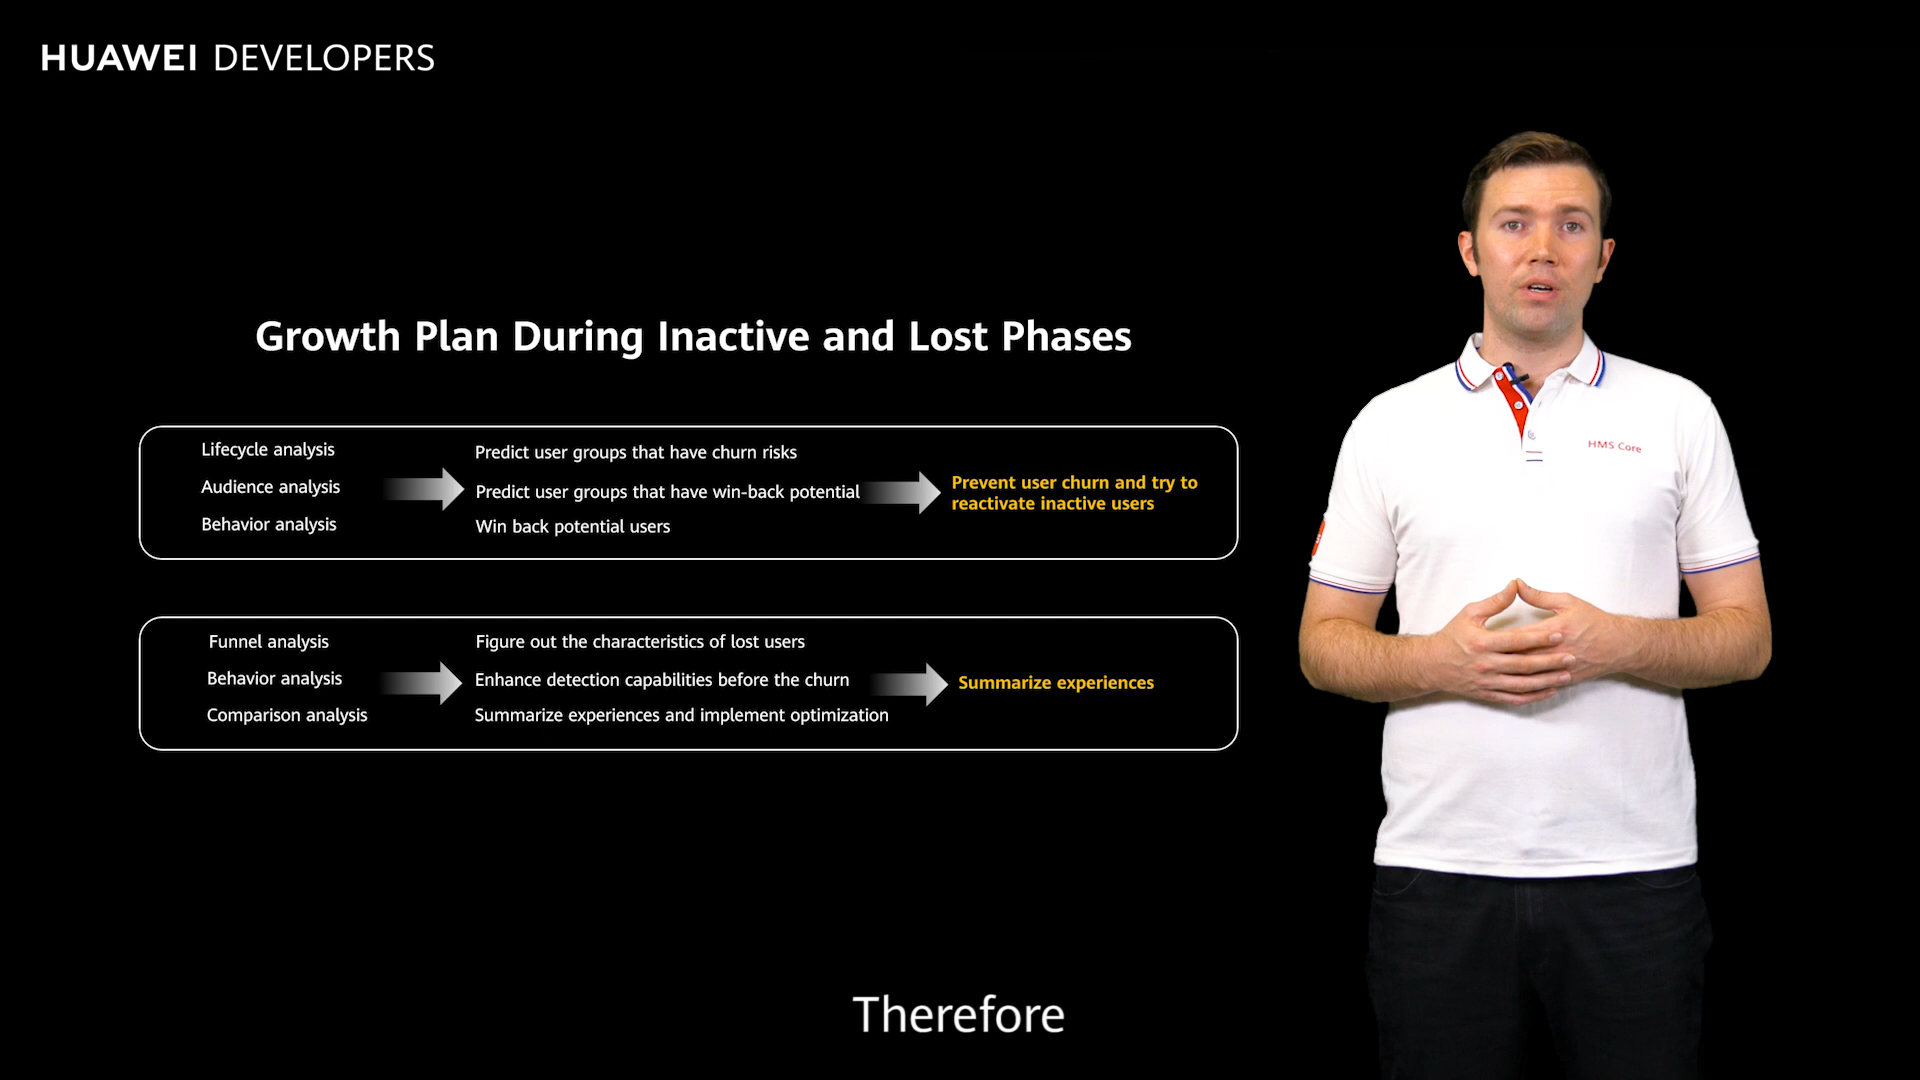 HUAWEI DEVELOPERS
Growth Plan During Inactive and Lost Phases
Lifecycle analysis
Audience analysis
Behavior analysis
Predict user groups that have churn risks
Predict user groups that have win-back potential
Win back potential users
Prevent user churn and try to
reactivate inactive users
Funnel analysis
Behavior analysis
Comparison analysis
Figure out the characteristics of lost users
Enhance detection capabilities before the churn
Summarize experiences and implement optimization
Summarize experiences
HMS Core
Therefore